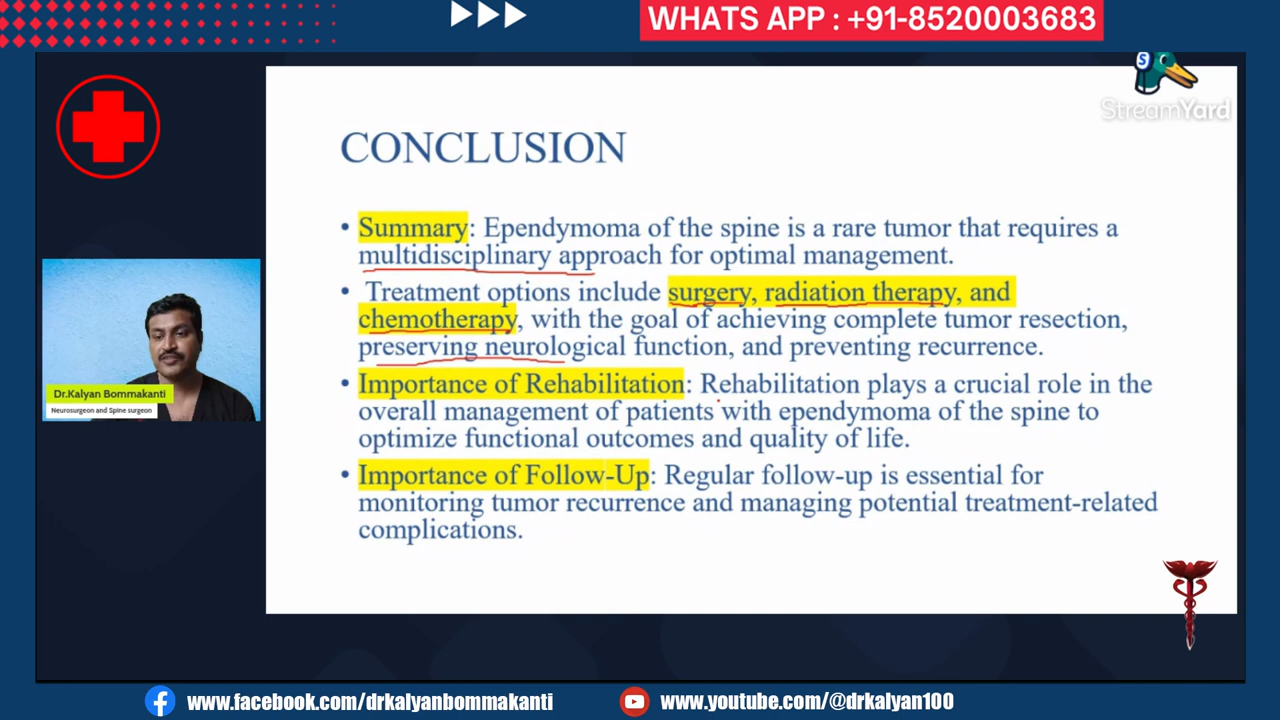 WHATS APP : +91-8520003683
S
StreamYard
CONCLUSION
• Summary: Ependymoma of the spine is a rare tumor that requires a
multidisciplinary approach for optimal management.
• Treatment options include surgery, radiation therapy, and
chemotherapy, with the goal of achieving complete tumor resection,
preserving neurological function, and preventing recurrence.
• Importance of Rehabilitation: Rehabilitation plays a crucial role in the
overall management of patients with ependymoma of the spine to
optimize functional outcomes and quality of life.
• Importance of Follow-Up: Regular follow-up is essential for
monitoring tumor recurrence and managing potential treatment-related
complications.
Dr.Kalyan Bommakanti
Neurosurgeon and Spine surgeon
www.facebook.com/drkalyanbommakanti
www.youtube.com/@drkalyan100